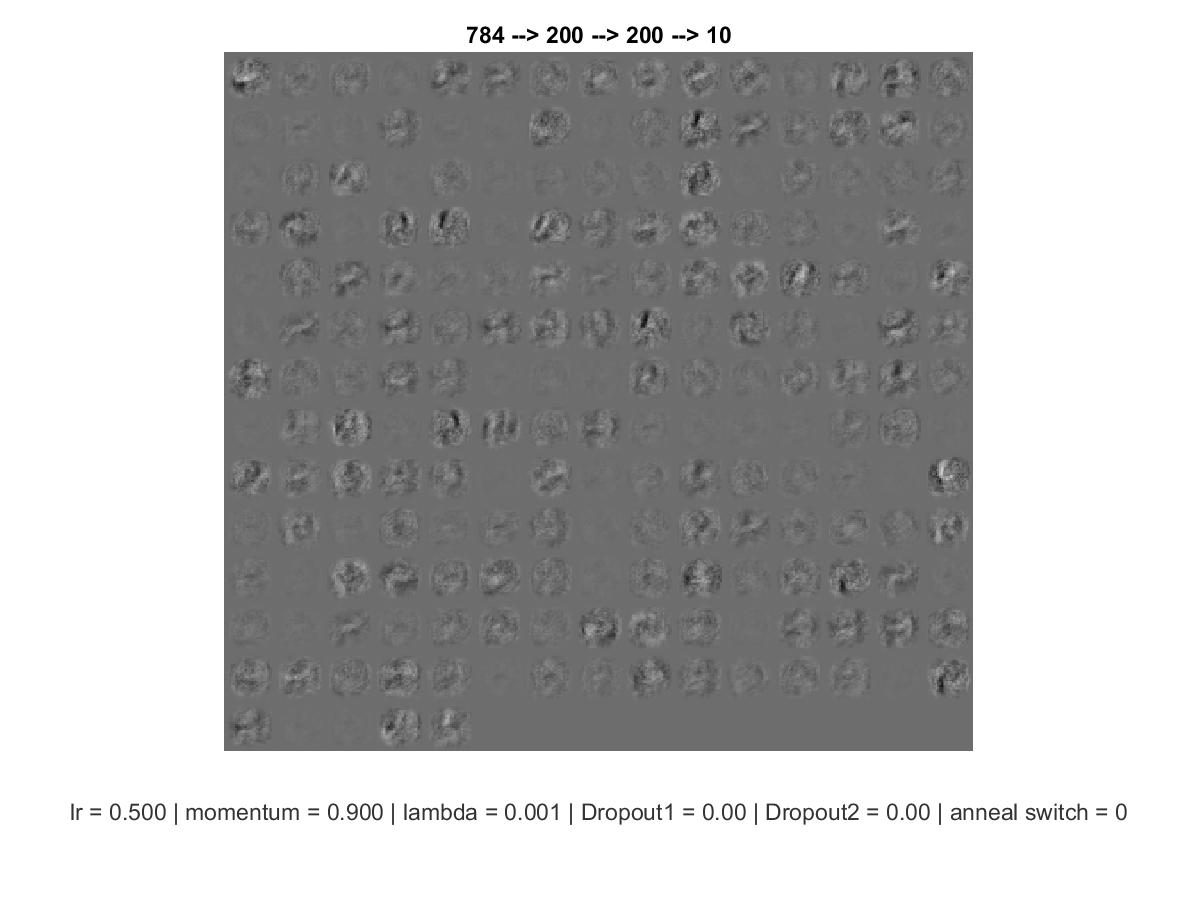 784 --> 200 --> 200 --> 10
lr = 0.500 | momentum = 0.900 | lambda = 0.001 | Dropout1 = 0.00 | Dropout2 = 0.00 | anneal switch = 0